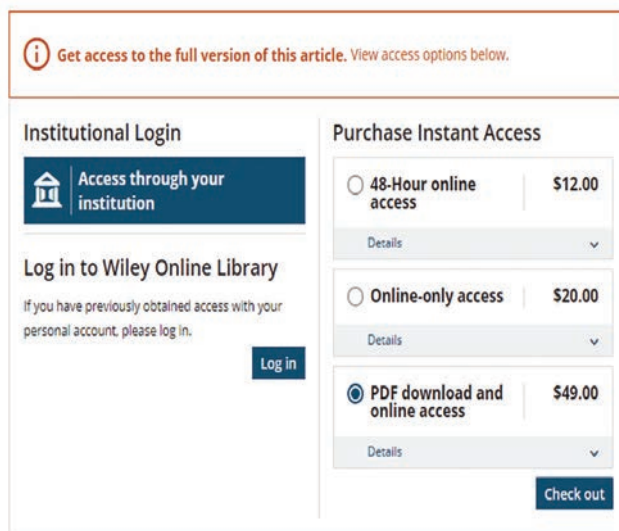 Get access to the full version of this article. View access options below.
Institutional Login
Access through your
institution
Log in to Wiley Online Library
If you have previously obtained access with your
personal account, please log in.
Log in
Purchase Instant Access
48-Hour online
access
$12.00
Details
Online-only access
$20.00
Details
PDF download and
online access
$49.00
Details
Check out